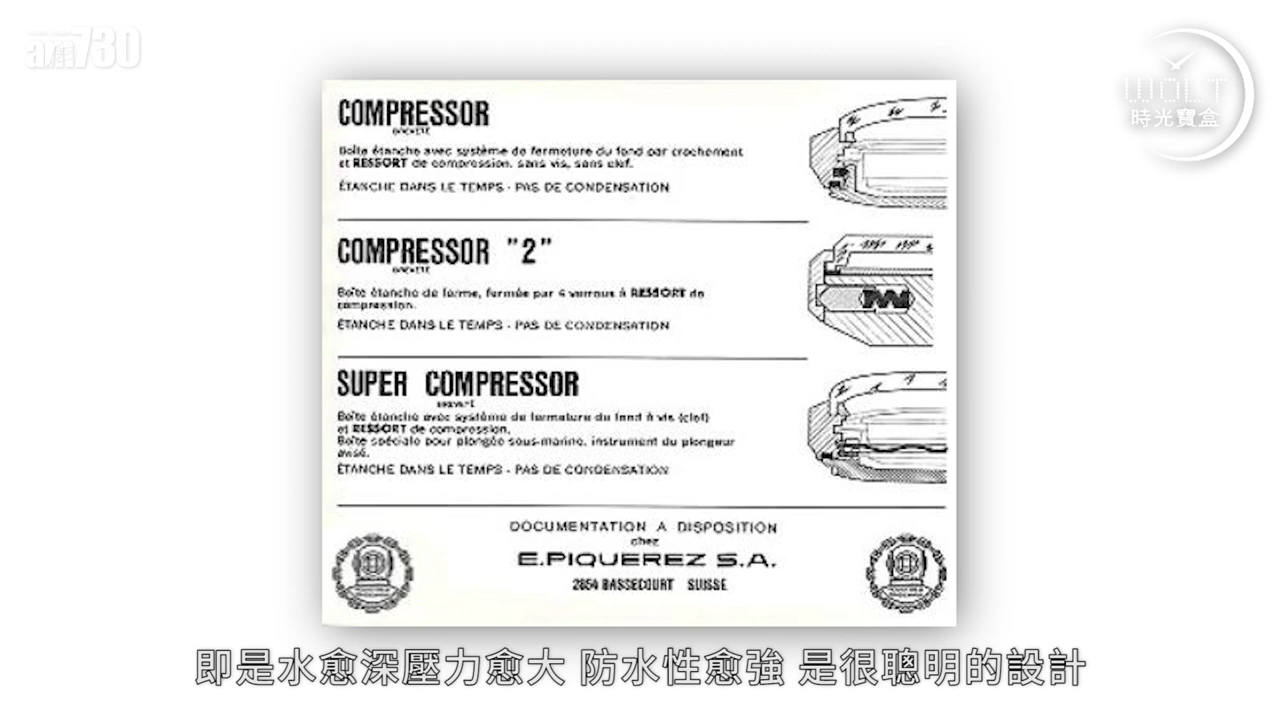 am730
WOLT
時光寶盒
COMPRESSOR
BREVETÉ
Boîte étanche avec système de fermeture du fond par crochement
et RESSORT de compression, sans vis, sans clef.
ÉTANCHE DANS LE TEMPS - PAS DE CONDENSATION
COMPRESSOR "2"
BREVETÉ
Boîte étanche de forme, fermée par 4 verrous à RESSORT de
compression.
ÉTANCHE DANS LE TEMPS - PAS DE CONDENSATION
SUPER COMPRESSOR
BREVETÉ
Boîte étanche avec système de fermeture du fond à vis (clef)
et RESSORT de compression.
Boîte spéciale pour plongée sous-marine, instrument du plongeur
avisé.
ÉTANCHE DANS LE TEMPS - PAS DE CONDENSATION
DOCUMENTATION A DISPOSITION
chez
E.PIQUEREZ S.A.
2854 BASSECOURT SUISSE
即是水愈深壓力愈大 防水性愈強 是很聰明的設計